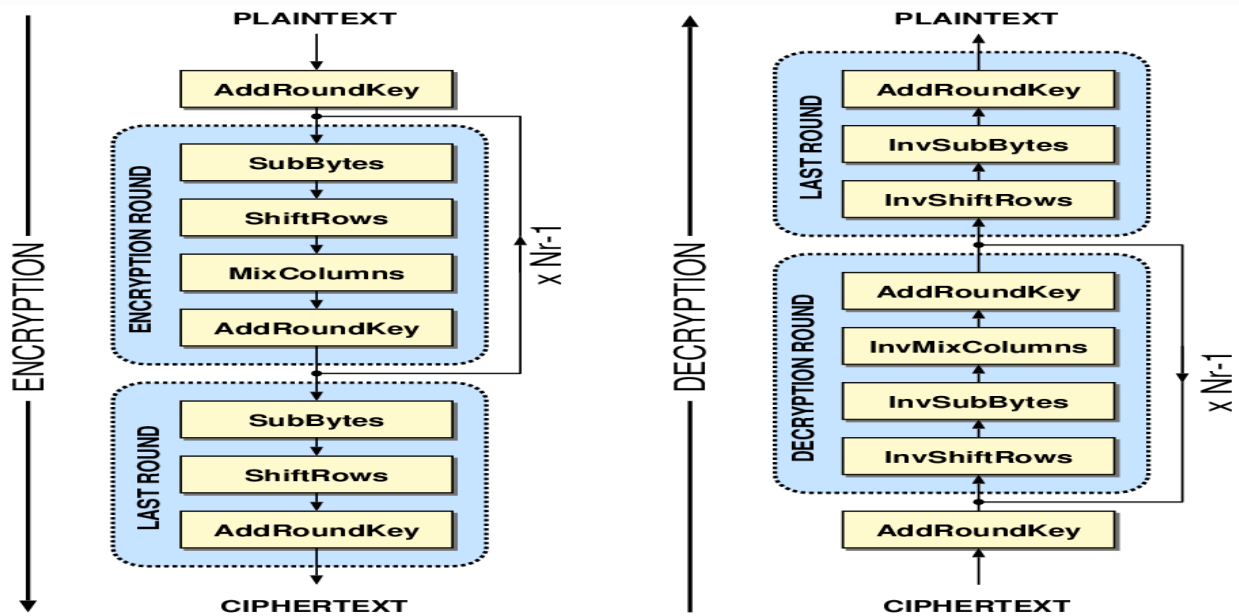 PLAINTEXT
AddRoundKey
SubBytes
ShiftRows
MixColumns
AddRoundKey
ENCRYPTION ROUND
x Nr-1
SubBytes
ShiftRows
AddRoundKey
LAST ROUND
CIPHERTEXT
ENCRYPTION
PLAINTEXT
AddRoundKey
InvSubBytes
InvShiftRows
LAST ROUND
AddRoundKey
InvMixColumns
InvSubBytes
InvShiftRows
DECRYPTION ROUND
x Nr-1
AddRoundKey
CIPHERTEXT
DECRYPTION